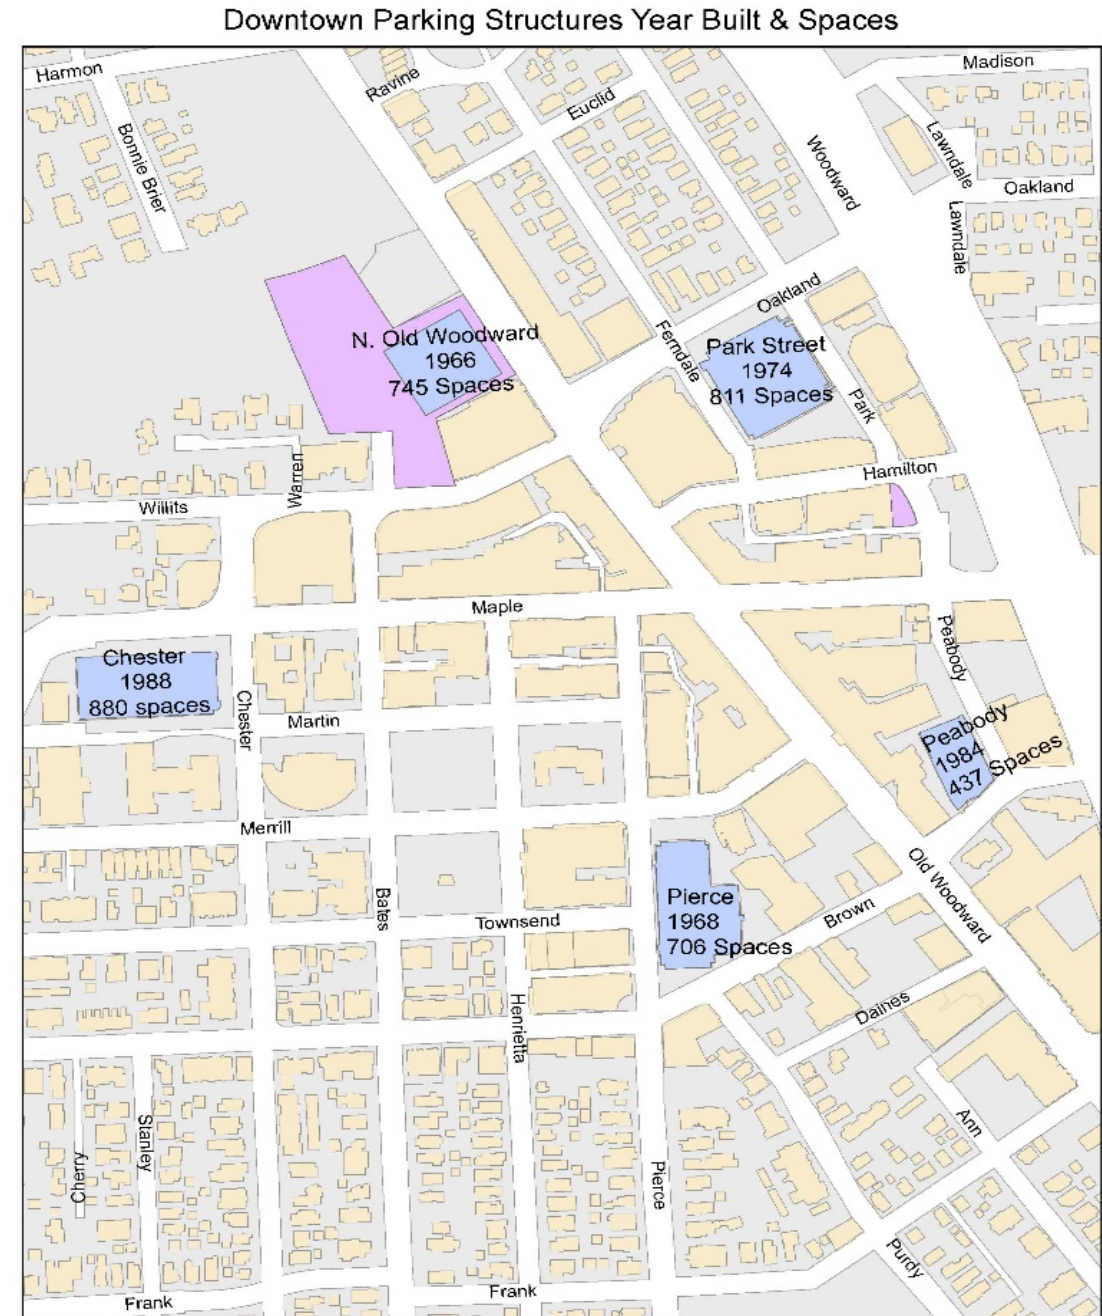 Downtown Parking Structures Year Built & Spaces
Harmon
Ravine
Madison
Euclid
Bonnie Brier
Woodward
Lawndale
Oakland
Lawndale
Oakland
N. Old Woodward
1966
745 Spaces
Ferndale
Park Street
1974
811 Spaces
Park
Hamilton
Warren
Willits
Maple
Peabody
Chester
1988
880 spaces
Chester
Martin
Peabody
1984
437 Spaces
Merrill
Old Woodward
Bates
Pierce
1968
706 Spaces
Townsend
Brown
Henrietta
Daines
Ann
Stanley
Cherry
Pierce
Purdy
Frank
Frank